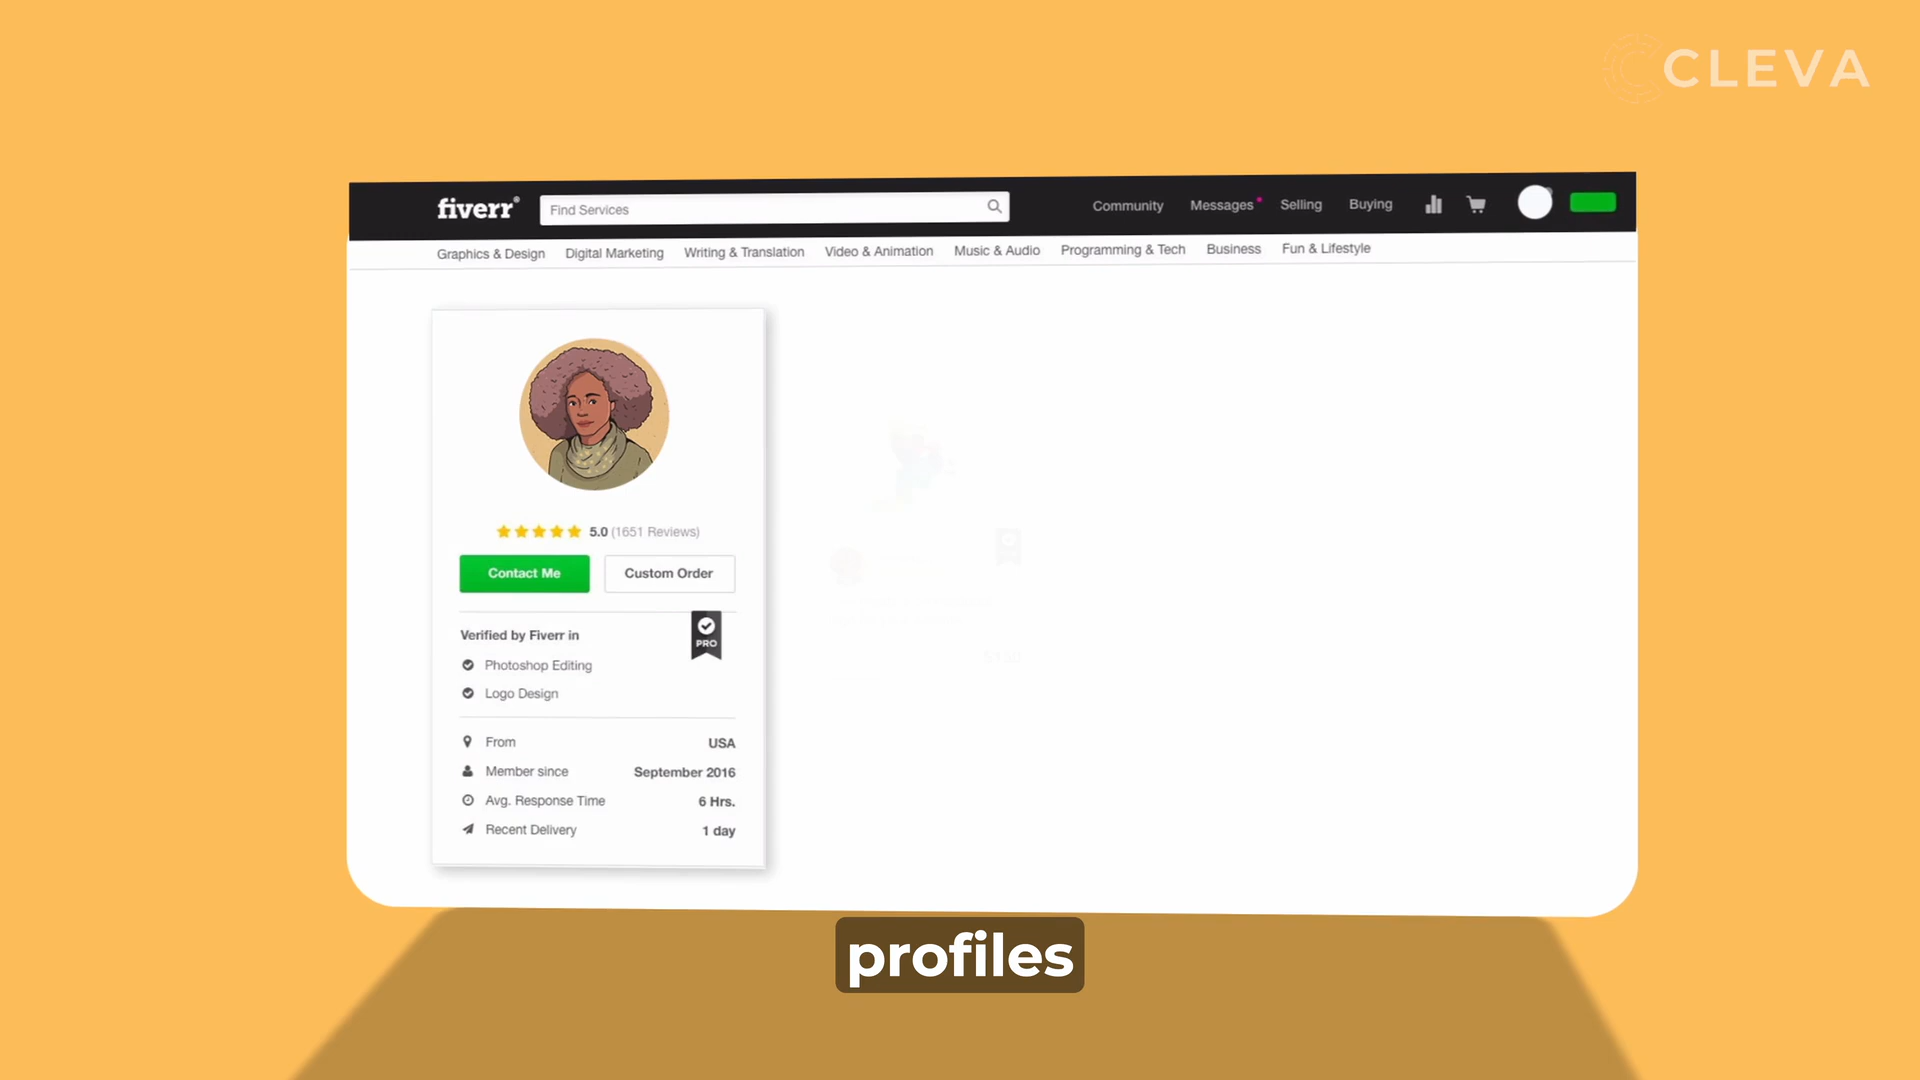 CLEVA
fiverr®
Find Services
Community
Messages
Selling
Buying
Graphics & Design
Digital Marketing
Writing & Translation
Video & Animation
Music & Audio
Programming & Tech
Business
Fun & Lifestyle
5.0 (1651 Reviews)
Contact Me
Custom Order
Verified by Fiverr in
PRO
Photoshop Editing
Logo Design
From USA
Member since September 2016
Avg. Response Time 6 Hrs.
Recent Delivery 1 day
profiles